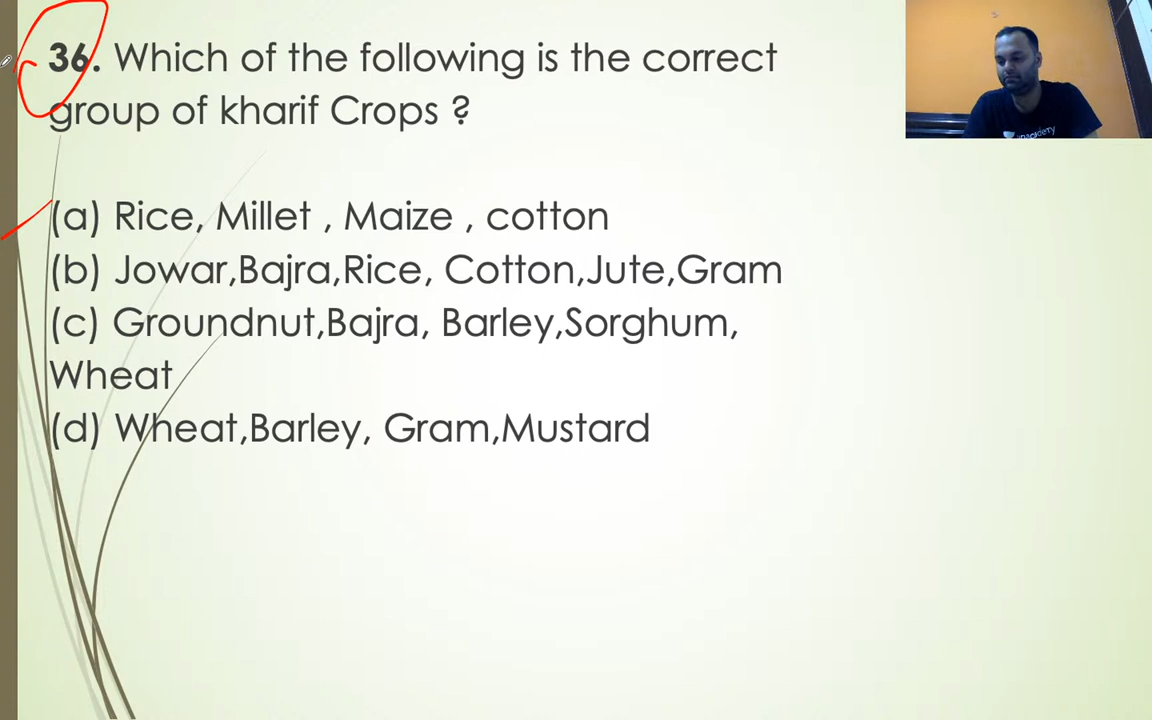 36. Which of the following is the correct
group of kharif Crops ?
(a) Rice, Millet , Maize , cotton
(b) Jowar,Bajra,Rice, Cotton,Jute,Gram
(c) Groundnut,Bajra, Barley,Sorghum,
Wheat
(d) Wheat,Barley, Gram,Mustard